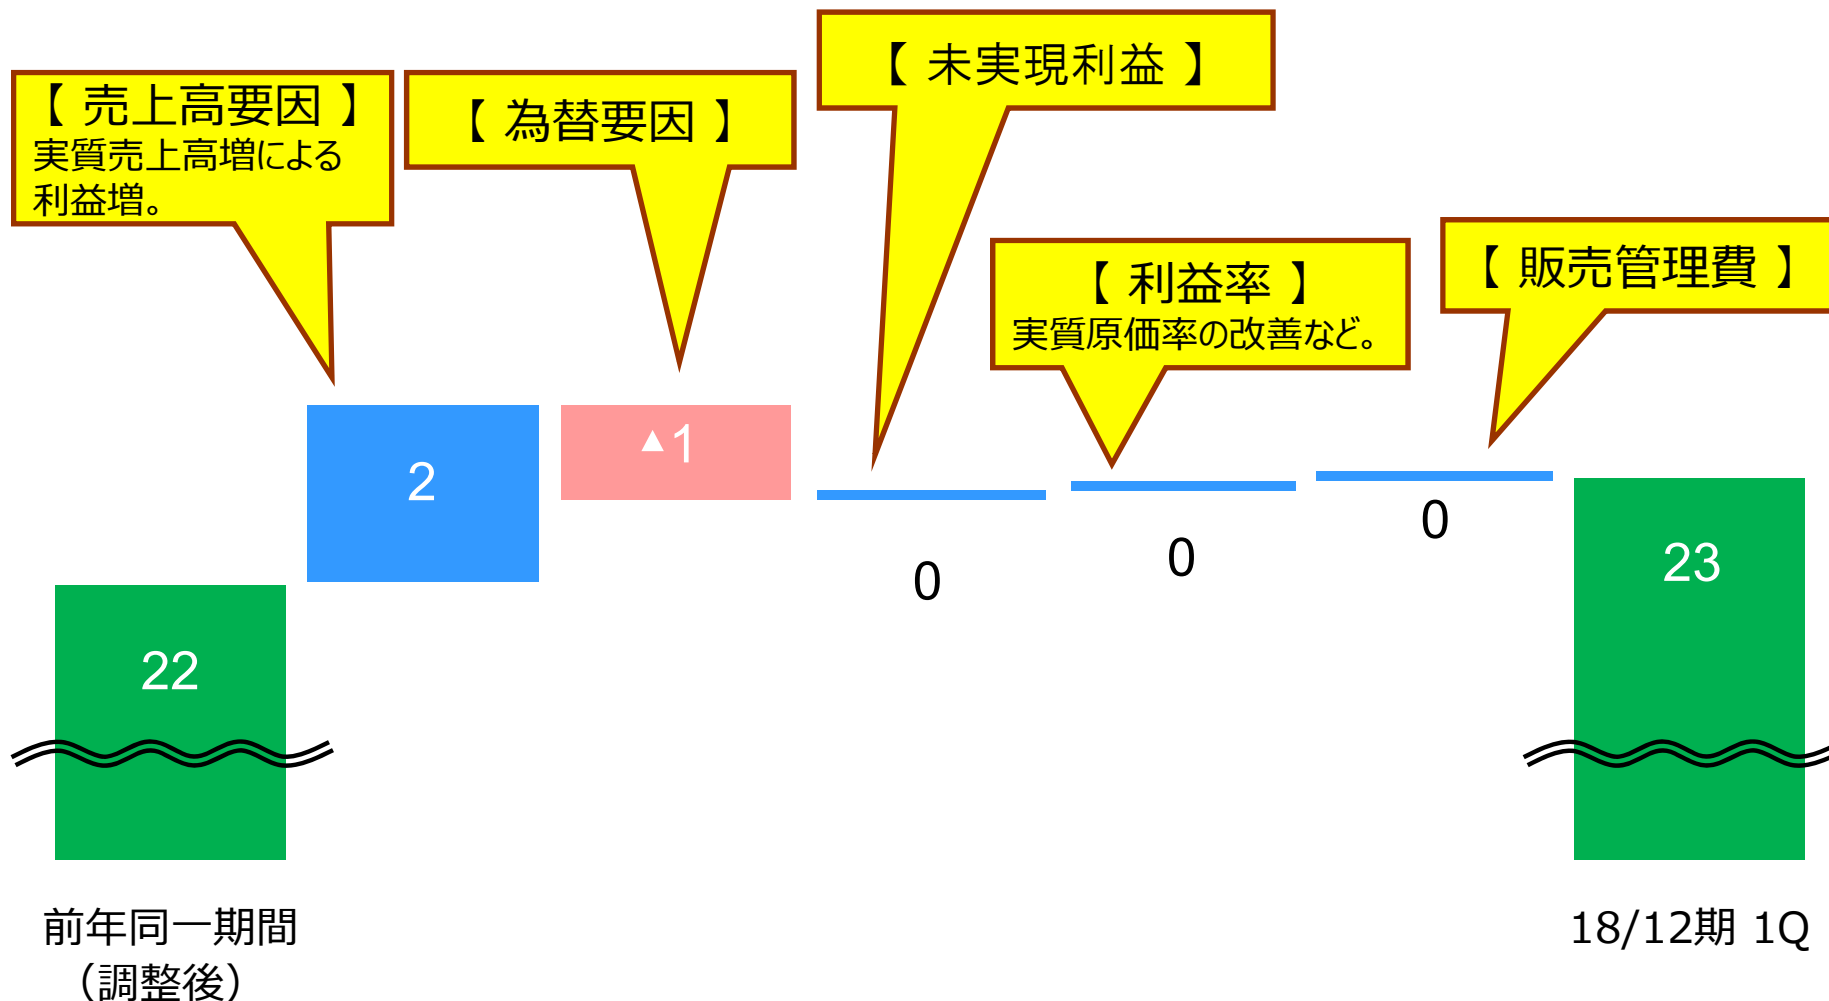 【 売上高要因 】
実質売上高増による
利益増。
【 為替要因 】
【 未実現利益 】
【 利益率 】
実質原価率の改善など。
【 販売管理費 】
2
▲1
0
0
0
22
23
前年同一期間
（調整後）
18/12期 1Q